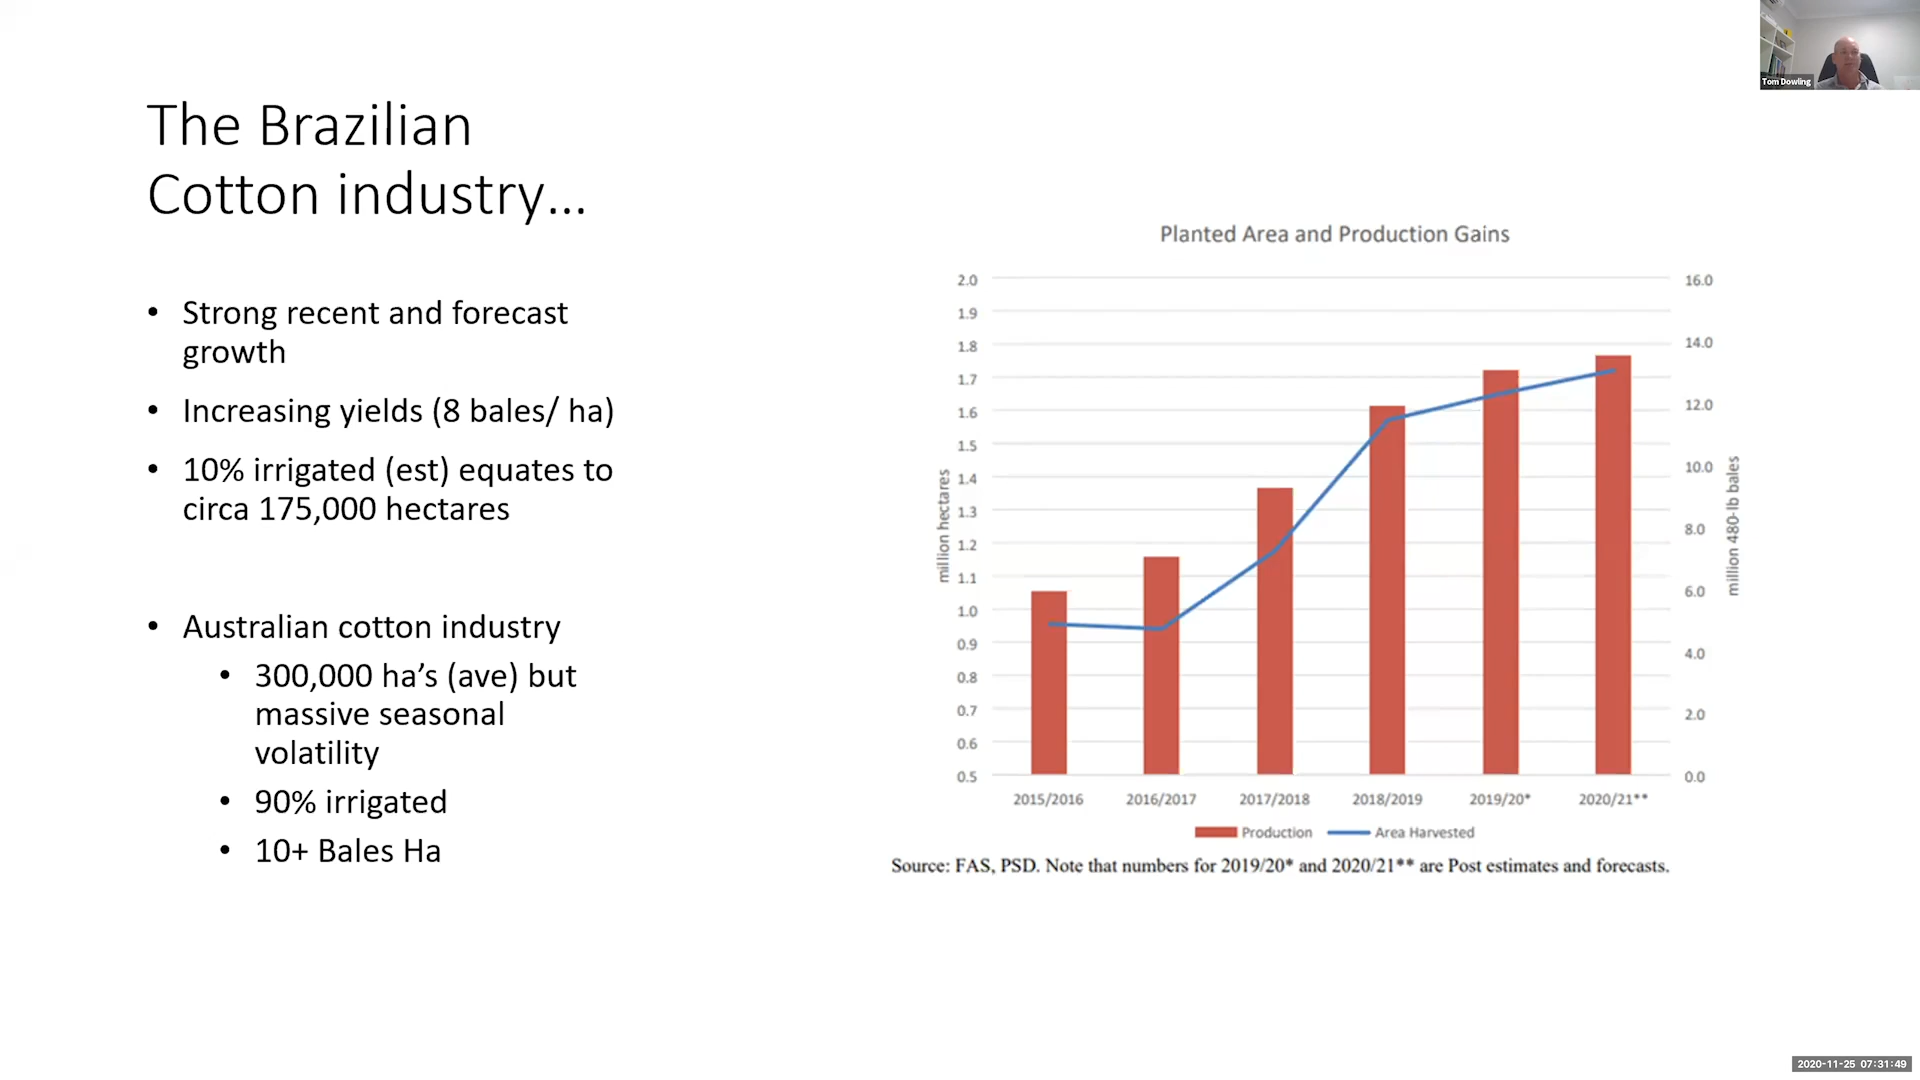 Tom Dowling
The Brazilian
Cotton industry...
• Strong recent and forecast
growth
• Increasing yields (8 bales/ ha)
• 10% irrigated (est) equates to
circa 175,000 hectares
• Australian cotton industry
• 300,000 ha’s (ave) but
massive seasonal
volatility
• 90% irrigated
• 10+ Bales Ha
Planted Area and Production Gains
million hectares
2.0
1.9
1.8
1.7
1.6
1.5
1.4
1.3
1.2
1.1
1.0
0.9
0.8
0.7
0.6
0.5
16.0
14.0
12.0
10.0
8.0
6.0
4.0
2.0
0.0
million 480-lb bales
2015/2016 2016/2017 2017/2018 2018/2019 2019/20* 2020/21**
Production Area Harvested
Source: FAS, PSD. Note that numbers for 2019/20* and 2020/21** are Post estimates and forecasts.
2020-11-25 07:31:49